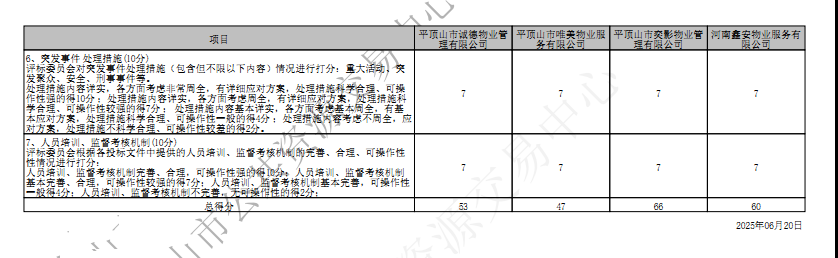 项目
平顶山市诚德物业管
理有限公司
平顶山市唯美物业服
务有限公司
平顶山市奕影物业管
理有限公司
河南鑫安物业服务有
限公司
6、突发事件 处理措施(10分)
评标委员会对突发事件处理措施（包含但不限以下内容）情况进行打分：重大活动、突
发聚众、安全、刑事事件等。
处理措施内容详实，各方面考虑非常周全，有详细应对方案，处理措施科学合理、可操
作性强的得10分；处理措施内容详实，各方面考虑周全，有详细应对方案，处理措施科
学合理、可操作性较强的得7分；处理措施内容基本详实，各方面考虑基本周全，有基
本应对方案，处理措施科学合理、可操作性一般的得4分；处理措施内容考虑不周全，应
对方案，处理措施不科学合理、可操作性较差的得2分。
7 7 7 7
7、人员培训、监督考核机制(10分)
评标委员会根据各投标文件中提供的人员培训、监督考核机制的完善、合理、可操作性
性情况进行打分：
人员培训、监督考核机制完善、合理，可操作性强的得10分；人员培训、监督考核机制
基本完善、合理，可操作性较强的得7分；人员培训、监督考核机制基本完善，可操作性
一般得4分；人员培训、监督考核机制不完善，无可操作性的得2分；
7 7 7 7
总得分 53 47 66 60
2025年06月20日